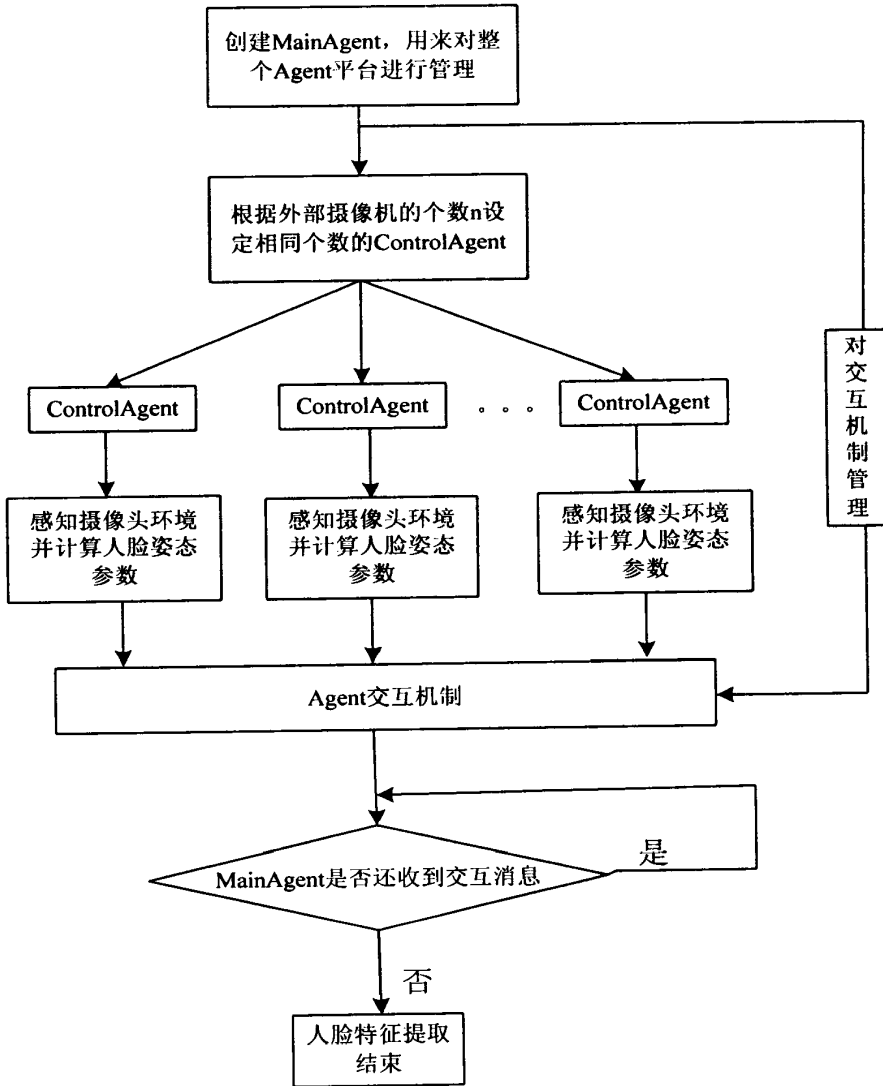 创建MainAgent，用来对整
个Agent平台进行管理
根据外部摄像机的个数n设
定相同个数的ControlAgent
对交互机制管理
ControlAgent
ControlAgent
。。。
ControlAgent
感知摄像头环境
并计算人脸姿态
参数
感知摄像头环境
并计算人脸姿态
参数
感知摄像头环境
并计算人脸姿态
参数
Agent交互机制
MainAgent是否还收到交互消息
是
否
人脸特征提取
结束